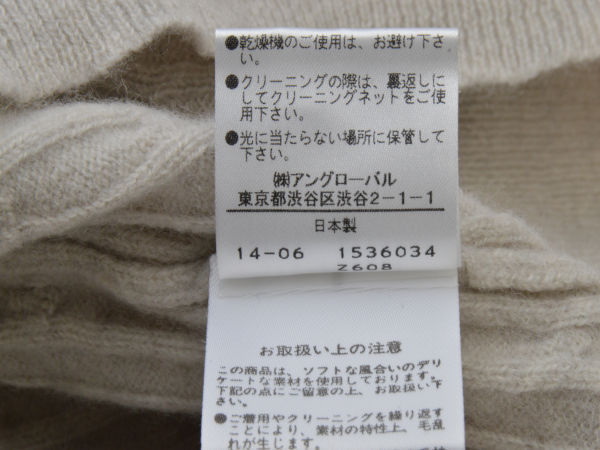 ●乾燥機のご使用は、お避け下さ
い。
●クリーニングの際は、裏返しに
してクリーニングネットをご使
用下さい。
●光に当たらない場所に保管して
下さい。
㈱アングローバル
東京都渋谷区渋谷2-1-1
日本製
14-06 1536034
Z608
お取扱い上の注意
この商品は、ソフトな風合いのデリ
ケートな素材を使用しております。
下記の点にご留意の上、お取扱い下
さい。
●ご着用やクリーニングを繰り返す
ことにより、素材の特性上、毛乱
れが生じます。